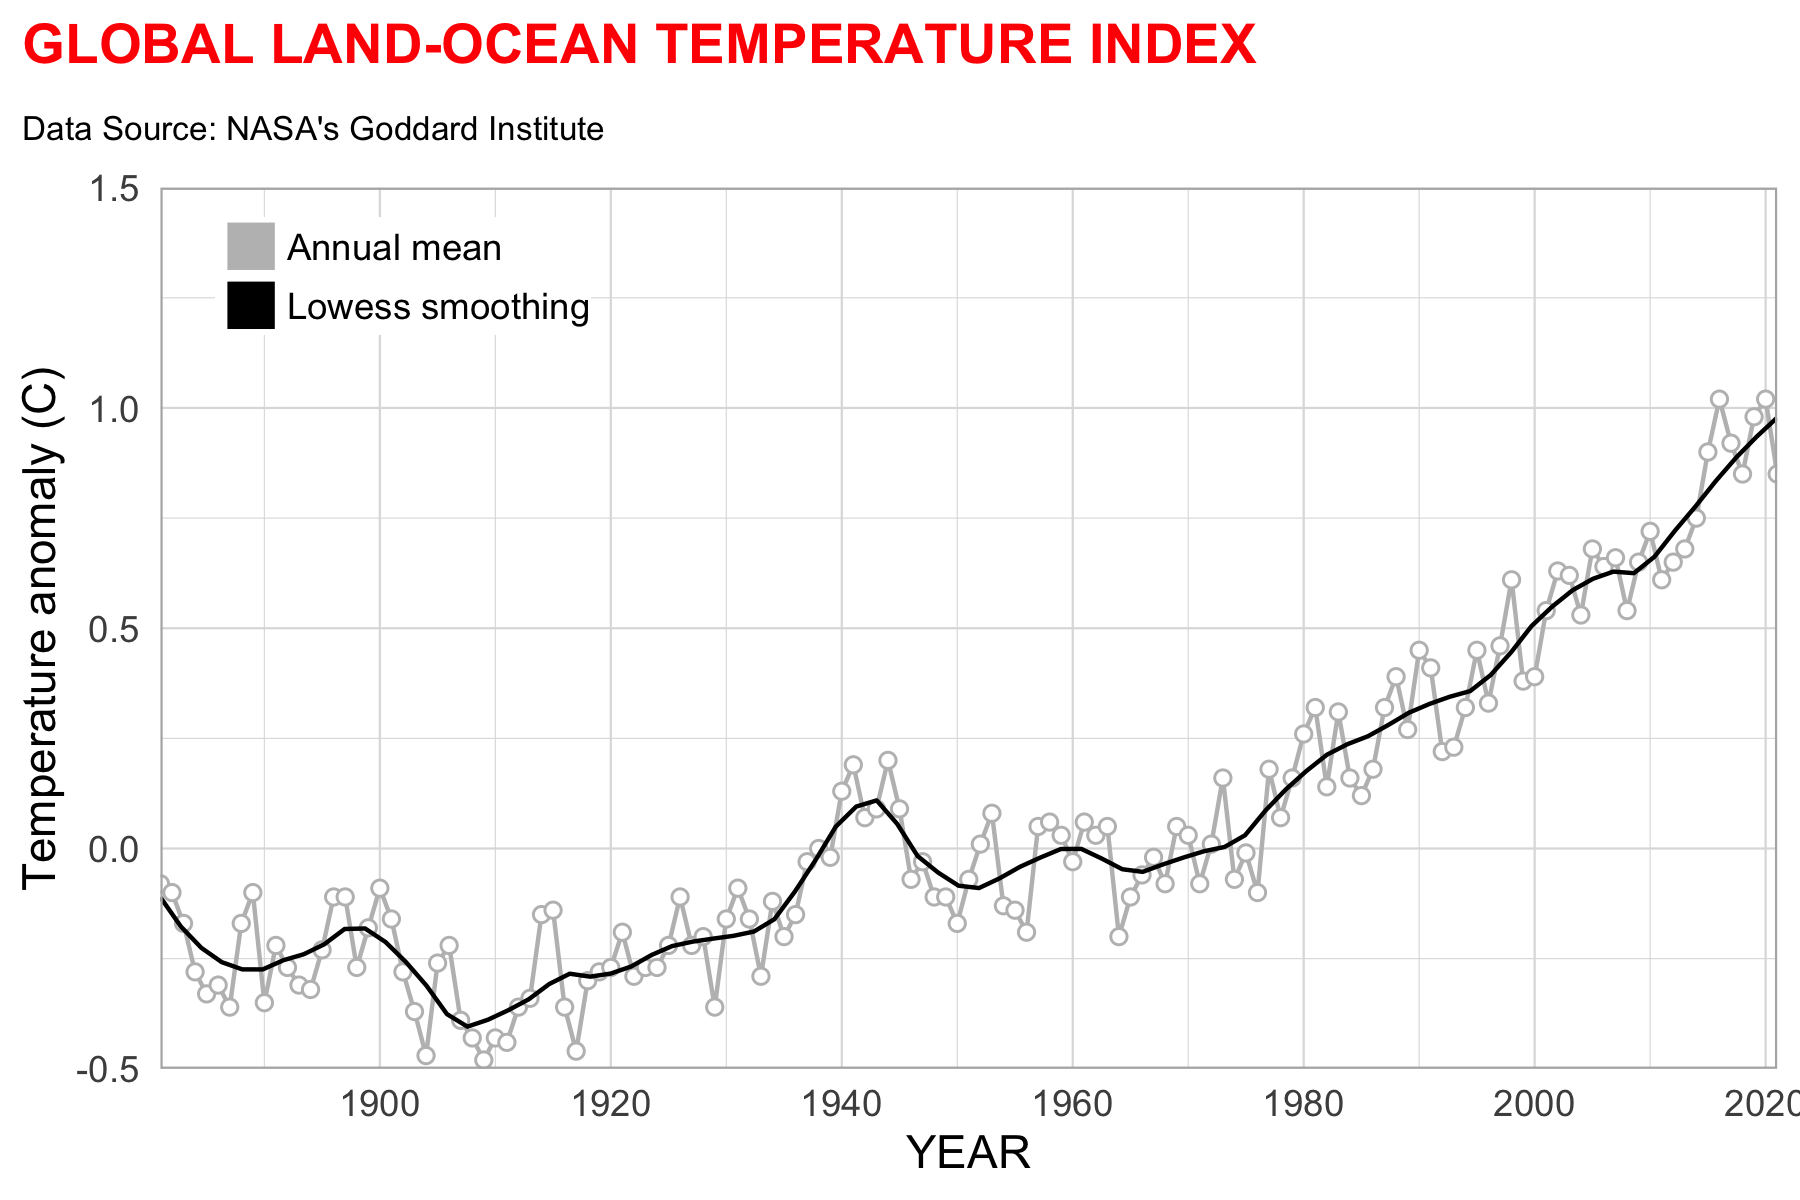 GLOBAL LAND-OCEAN TEMPERATURE INDEX
Data Source: NASA's Goddard Institute
Annual mean
Lowess smoothing
Temperature anomaly (C)
1.5
1.0
0.5
0.0
-0.5
1900 1920 1940 1960 1980 2000 2020
YEAR